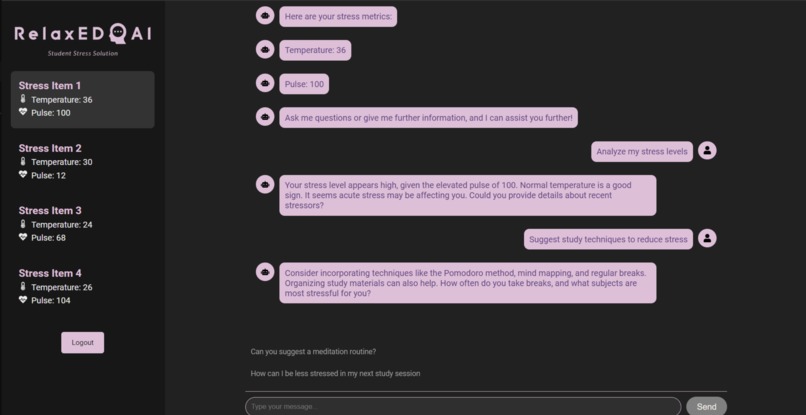 RelaxED AI
Student Stress Solution
Stress Item 1
Temperature: 36
Pulse: 100
Stress Item 2
Temperature: 30
Pulse: 12
Stress Item 3
Temperature: 24
Pulse: 68
Stress Item 4
Temperature: 26
Pulse: 104
Logout
Here are your stress metrics:
Temperature: 36
Pulse: 100
Ask me questions or give me further information, and I can assist you further!
Analyze my stress levels
Your stress level appears high, given the elevated pulse of 100. Normal temperature is a good
sign. It seems acute stress may be affecting you. Could you provide details about recent
stressors?
Suggest study techniques to reduce stress
Consider incorporating techniques like the Pomodoro method, mind mapping, and regular breaks.
Organizing study materials can also help. How often do you take breaks, and what subjects are
most stressful for you?
Can you suggest a meditation routine?
How can I be less stressed in my next study session
Type your message...
Send